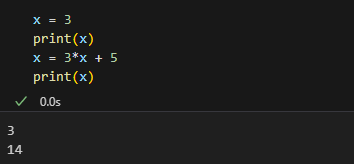 x = 3
print(x)
x = 3*x + 5
print(x)
0.0s
3
14